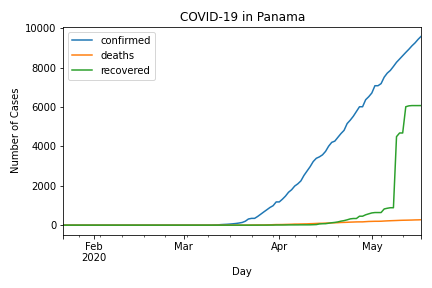 COVID-19 in Panama
10000
8000
6000
4000
2000
0
Number of Cases
confirmed
deaths
recovered
Feb
2020
Mar
Apr
May
Day